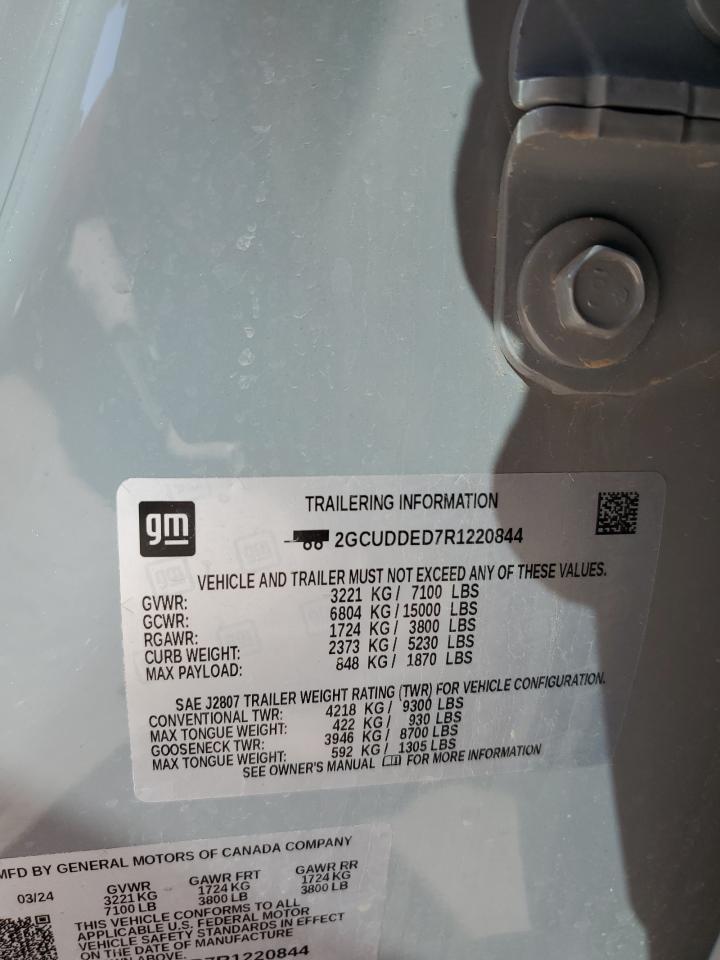 gm
TRAILERING INFORMATION
2GCUDDED7R1220844
VEHICLE AND TRAILER MUST NOT EXCEED ANY OF THESE VALUES.
GVWR: 3221 KG/ 7100 LBS
GCWR: 6804 KG/15000 LBS
RGAWR: 1724 KG/ 3800 LBS
CURB WEIGHT: 2373 KG/ 5230 LBS
MAX PAYLOAD: 848 KG/ 1870 LBS
SAE J2807 TRAILER WEIGHT RATING (TWR) FOR VEHICLE CONFIGURATION.
CONVENTIONAL TWR: 4218 KG/ 9300 LBS
MAX TONGUE WEIGHT: 422 KG/ 930 LBS
GOOSENECK TWR: 3946 KG/ 8700 LBS
MAX TONGUE WEIGHT: 592 KG/ 1305 LBS
SEE OWNER'S MANUAL FOR MORE INFORMATION
MFD BY GENERAL MOTORS OF CANADA COMPANY
03/24 GVWR GAWR FRT GAWR RR
3221 KG 1724 KG 1724 KG
7100 LB 3800 LB 3800 LB
THIS VEHICLE CONFORMS TO ALL
APPLICABLE U.S. FEDERAL MOTOR
VEHICLE SAFETY STANDARDS IN EFFECT
ON THE DATE OF MANUFACTURE
ABOVE.
D7R1220844